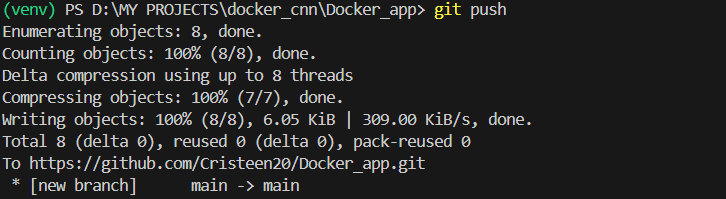 (venv) PS D:\MY PROJECTS\docker_cnn\Docker_app> git push
Enumerating objects: 8, done.
Counting objects: 100% (8/8), done.
Delta compression using up to 8 threads
Compressing objects: 100% (7/7), done.
Writing objects: 100% (8/8), 6.05 KiB | 309.00 KiB/s, done.
Total 8 (delta 0), reused 0 (delta 0), pack-reused 0
To https://github.com/Cristeen20/Docker_app.git
 * [new branch]      main -> main